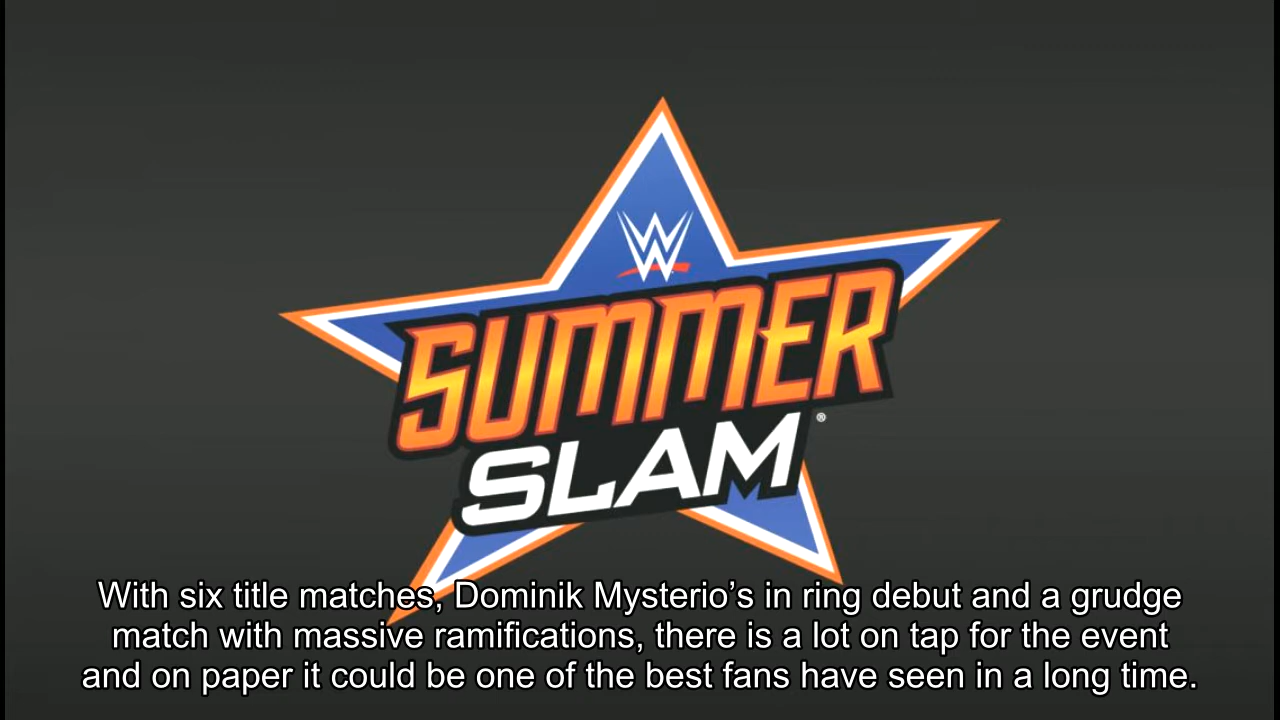 W
SUMMER
SLAM®
With six title matches, Dominik Mysterio’s in ring debut and a grudge
match with massive ramifications, there is a lot on tap for the event
and on paper it could be one of the best fans have seen in a long time.